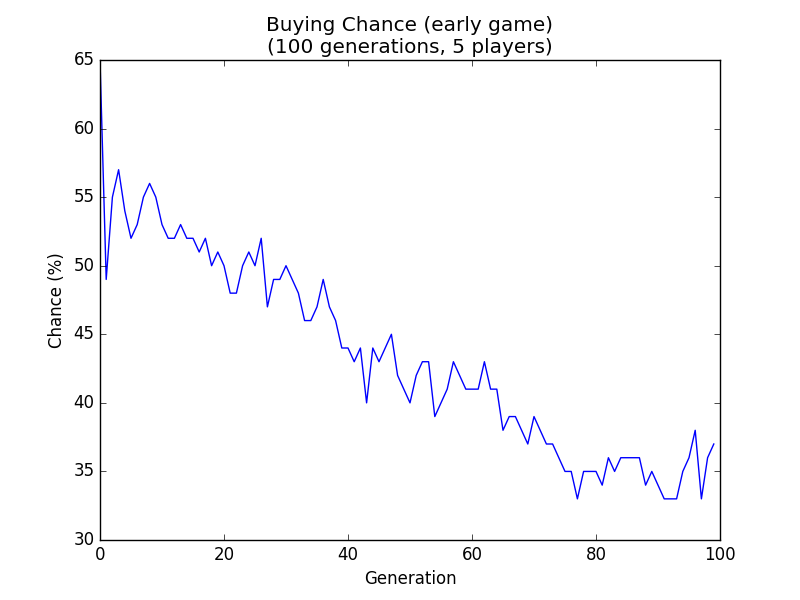 Buying Chance (early game)
(100 generations, 5 players)
65
60
55
50
45
40
35
30
Chance (%)
0 20 40 60 80 100
Generation